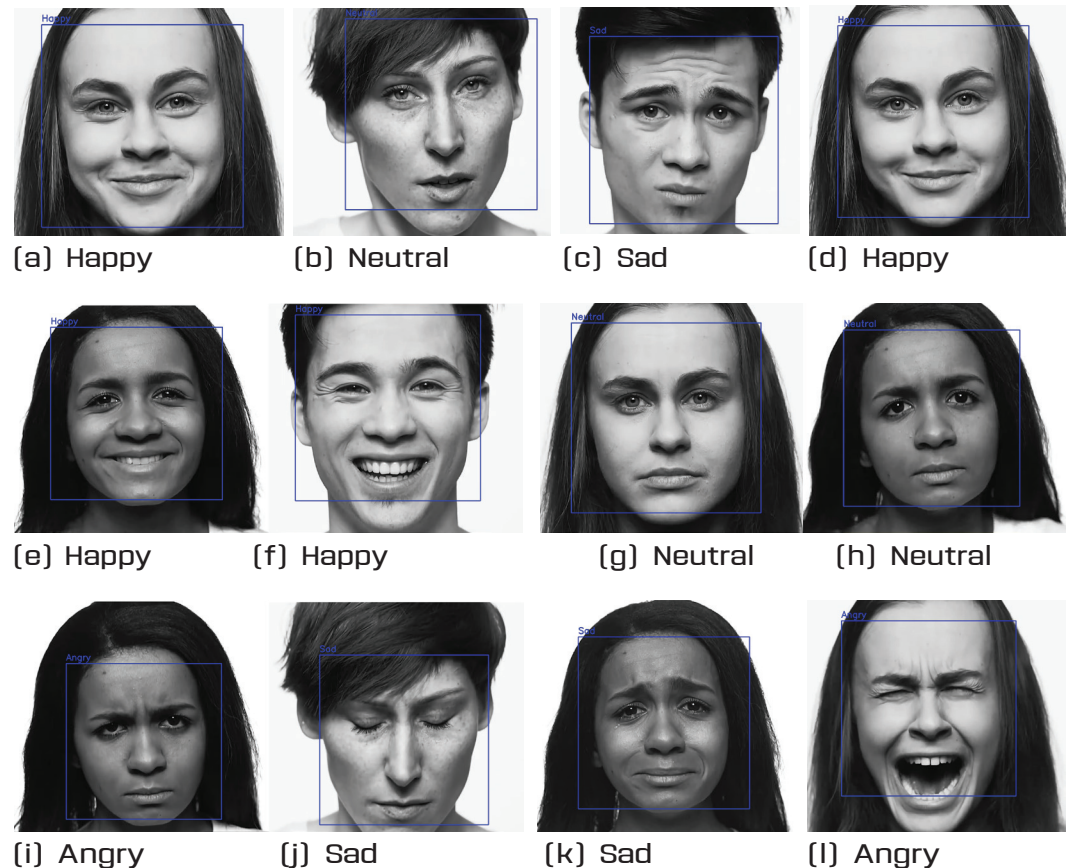 Happy
Neutral
Sad
Happy
(a) Happy
(b) Neutral
(c) Sad
(d) Happy
Happy
Happy
Neutral
Neutral
(e) Happy
(f) Happy
(g) Neutral
(h) Neutral
Angry
Sad
Sad
Angry
(i) Angry
(j) Sad
(k) Sad
(l) Angry